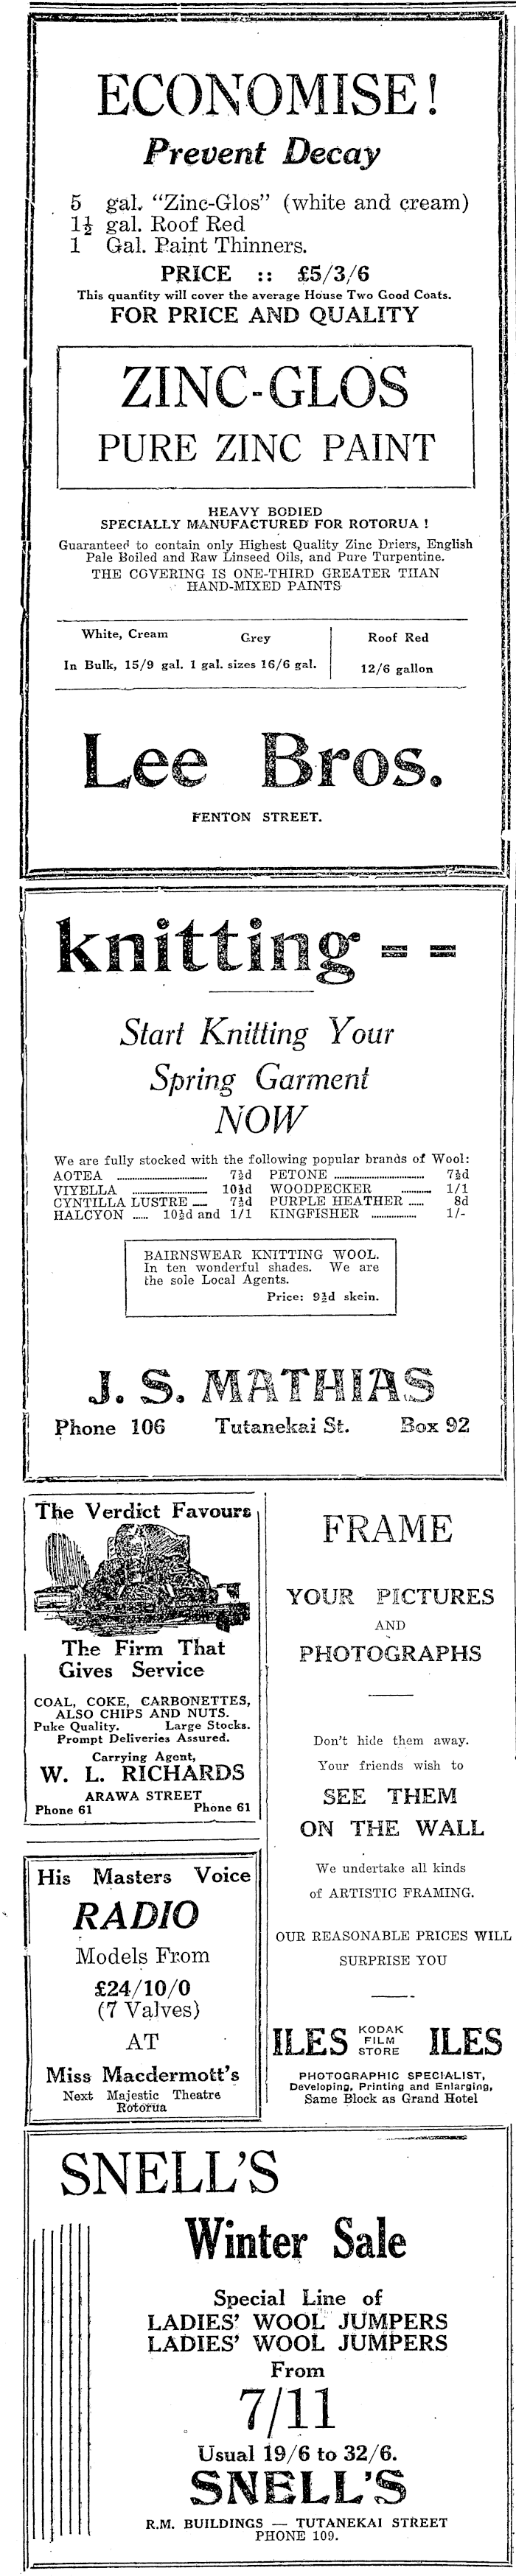 ECONOMISE!
Prevent Decay
5 gal. "Zinc-Glos" (white and cream)
1½ gal. Roof Red
1 Gal. Paint Thinners.
PRICE :: £5/3/6
This quantity will cover the average House Two Good Coats.
FOR PRICE AND QUALITY
ZINC-GLOS
PURE ZINC PAINT
HEAVY BODIED
SPECIALLY MANUFACTURED FOR ROTORUA !
Guaranteed to contain only Highest Quality Zinc Driers, English
Pale Boiled and Raw Linseed Oils, and Pure Turpentine.
THE COVERING IS ONE-THIRD GREATER THAN
HAND-MIXED PAINTS
White, Cream Grey Roof Red
In Bulk, 15/9 gal. 1 gal. sizes 16/6 gal. 12/6 gallon
Lee Bros.
FENTON STREET.
knitting = =
Start Knitting Your
Spring Garment
NOW
We are fully stocked with the following popular brands of Wool:
AOTEA ........ 7½d PETONE ........ 7½d
VIYELLA ........ 10½d WOODPECKER ........ 1/1
CYNTILLA LUSTRE .... 7½d PURPLE HEATHER ..... 8d
HALCYON ..... 10½d and 1/1 KINGFISHER ........ 1/-
BAIRNSWEAR KNITTING WOOL.
In ten wonderful shades. We are
the sole Local Agents.
Price: 9½d skein.
J. S. MATHIAS
Phone 106 Tutanekai St. Box 92
The Verdict Favours
The Firm That
Gives Service
COAL, COKE, CARBONETTES,
ALSO CHIPS AND NUTS.
Puke Quality. Large Stocks.
Prompt Deliveries Assured.
Carrying Agent,
W. L. RICHARDS
ARAWA STREET
Phone 61 Phone 61
His Masters Voice
RADIO
Models From
£24/10/0
(7 Valves)
AT
Miss Macdermott's
Next Majestic Theatre
Rotorua
FRAME
YOUR PICTURES
AND
PHOTOGRAPHS
Don't hide them away.
Your friends wish to
SEE THEM
ON THE WALL
We undertake all kinds
of ARTISTIC FRAMING.
OUR REASONABLE PRICES WILL
SURPRISE YOU
ILES KODAK FILM STORE ILES
PHOTOGRAPHIC SPECIALIST,
Developing, Printing and Enlarging,
Same Block as Grand Hotel
SNELL'S
Winter Sale
Special Line of
LADIES' WOOL JUMPERS
LADIES' WOOL JUMPERS
From
7/11
Usual 19/6 to 32/6.
SNELL'S
R.M. BUILDINGS — TUTANEKAI STREET
PHONE 109.